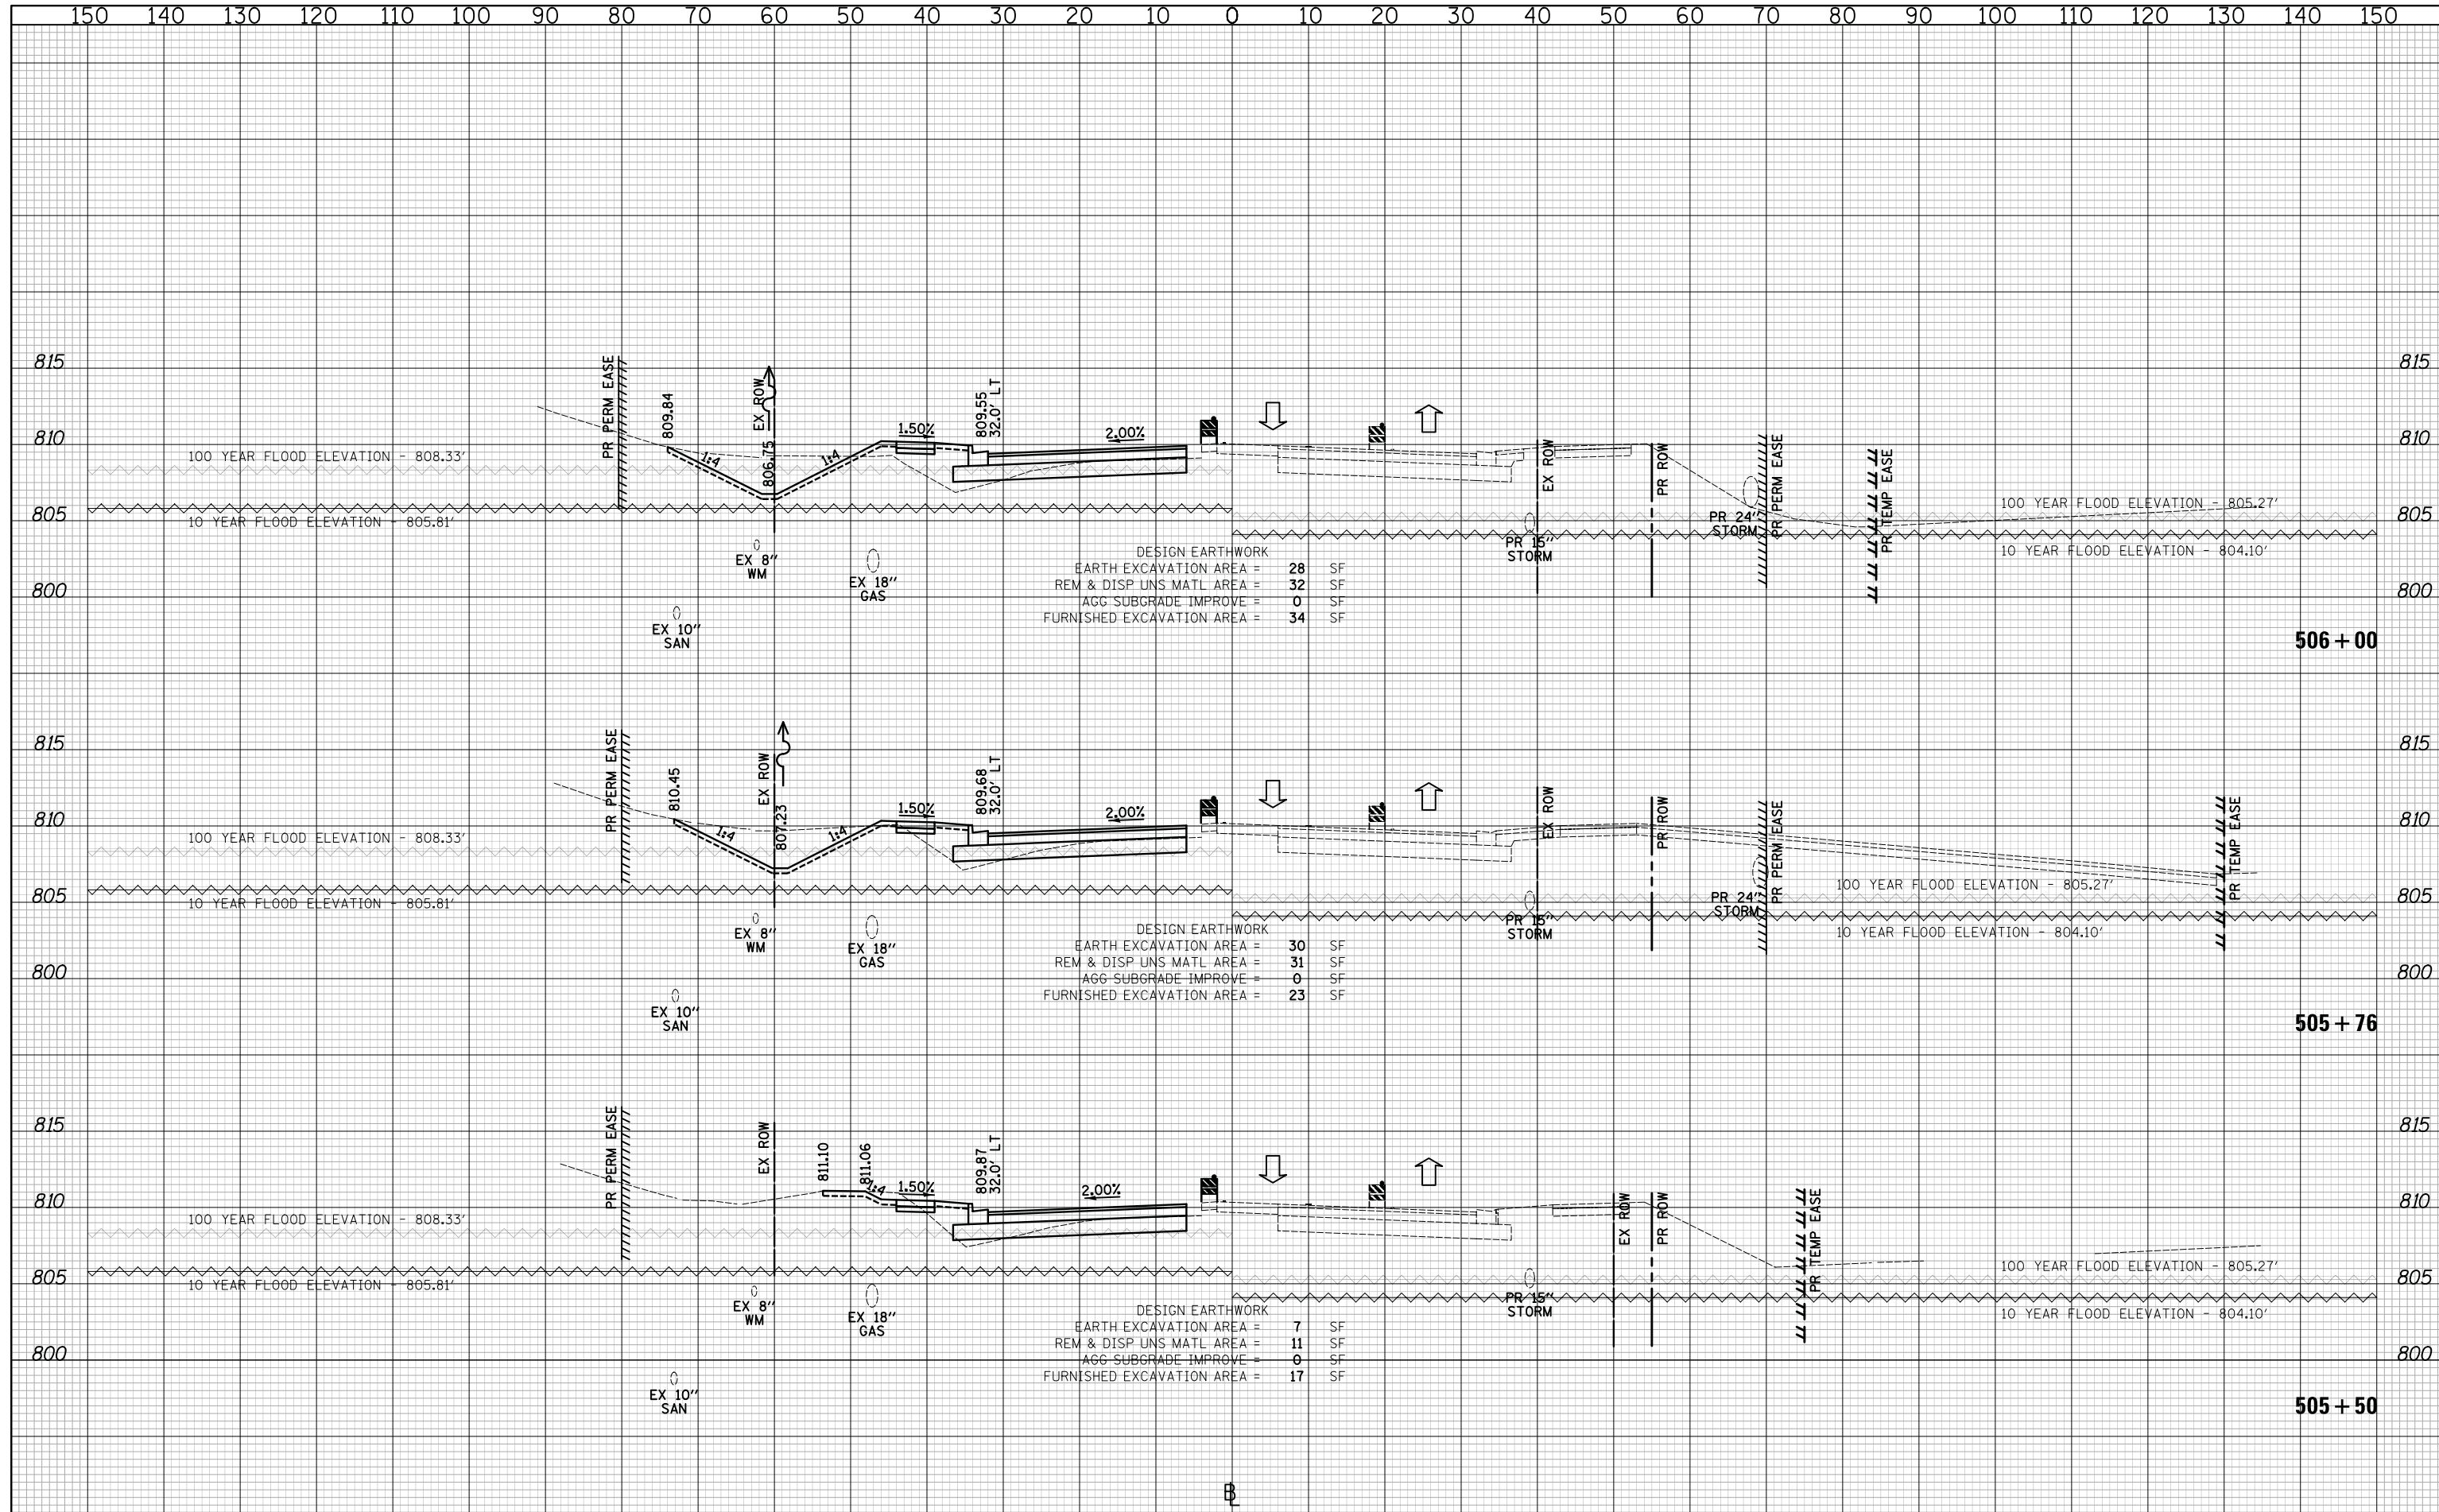 150 140 130 120 110 100 90 80 70 60 50 40 30 20 10 0 10 20 30 40 50 60 70 80 90 100 110 120 130 140 150
815 815
PR PERM EASE
809.84
EX ROW
806.75
1:4
1:4
1.50%
809.55
32.0' LT
2.00%
810 810
EX ROW
PR ROW
PR PERM EASE
PR TEMP EASE
100 YEAR FLOOD ELEVATION - 808.33'
805 805
10 YEAR FLOOD ELEVATION - 805.81'
100 YEAR FLOOD ELEVATION - 805.27'
PR 24"
STORM
PR 15"
STORM
10 YEAR FLOOD ELEVATION - 804.10'
EX 8"
WM
EX 18"
GAS
DESIGN EARTHWORK
EARTH EXCAVATION AREA = 28 SF
REM & DISP UNS MATL AREA = 32 SF
AGG SUBGRADE IMPROVE = 0 SF
FURNISHED EXCAVATION AREA = 34 SF
800 800
EX 10"
SAN
506+00
815 815
PR PERM EASE
810.45
EX ROW
807.23
1:4
1:4
1.50%
809.68
32.0' LT
2.00%
810 810
EX ROW
PR ROW
PR PERM EASE
PR TEMP EASE
100 YEAR FLOOD ELEVATION - 808.33'
805 805
10 YEAR FLOOD ELEVATION - 805.81'
100 YEAR FLOOD ELEVATION - 805.27'
PR 24"
STORM
PR 15"
STORM
10 YEAR FLOOD ELEVATION - 804.10'
EX 8"
WM
EX 18"
GAS
DESIGN EARTHWORK
EARTH EXCAVATION AREA = 30 SF
REM & DISP UNS MATL AREA = 31 SF
AGG SUBGRADE IMPROVE = 0 SF
FURNISHED EXCAVATION AREA = 23 SF
800 800
EX 10"
SAN
505+76
815 815
PR PERM EASE
EX ROW
811.10
811.06
1:4
1.50%
809.87
32.0' LT
2.00%
810 810
EX ROW
PR ROW
PR TEMP EASE
100 YEAR FLOOD ELEVATION - 808.33'
805 805
10 YEAR FLOOD ELEVATION - 805.81'
100 YEAR FLOOD ELEVATION - 805.27'
PR 15"
STORM
10 YEAR FLOOD ELEVATION - 804.10'
EX 8"
WM
EX 18"
GAS
DESIGN EARTHWORK
EARTH EXCAVATION AREA = 7 SF
REM & DISP UNS MATL AREA = 11 SF
AGG SUBGRADE IMPROVE = 0 SF
FURNISHED EXCAVATION AREA = 17 SF
800 800
EX 10"
SAN
505+50
BL